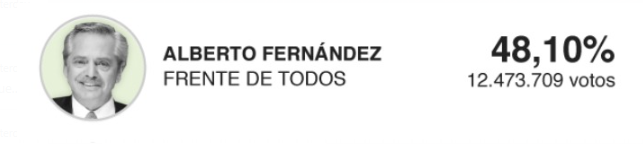 ALBERTO FERNÁNDEZ
FRENTE DE TODOS
48,10%
12.473.709 votos